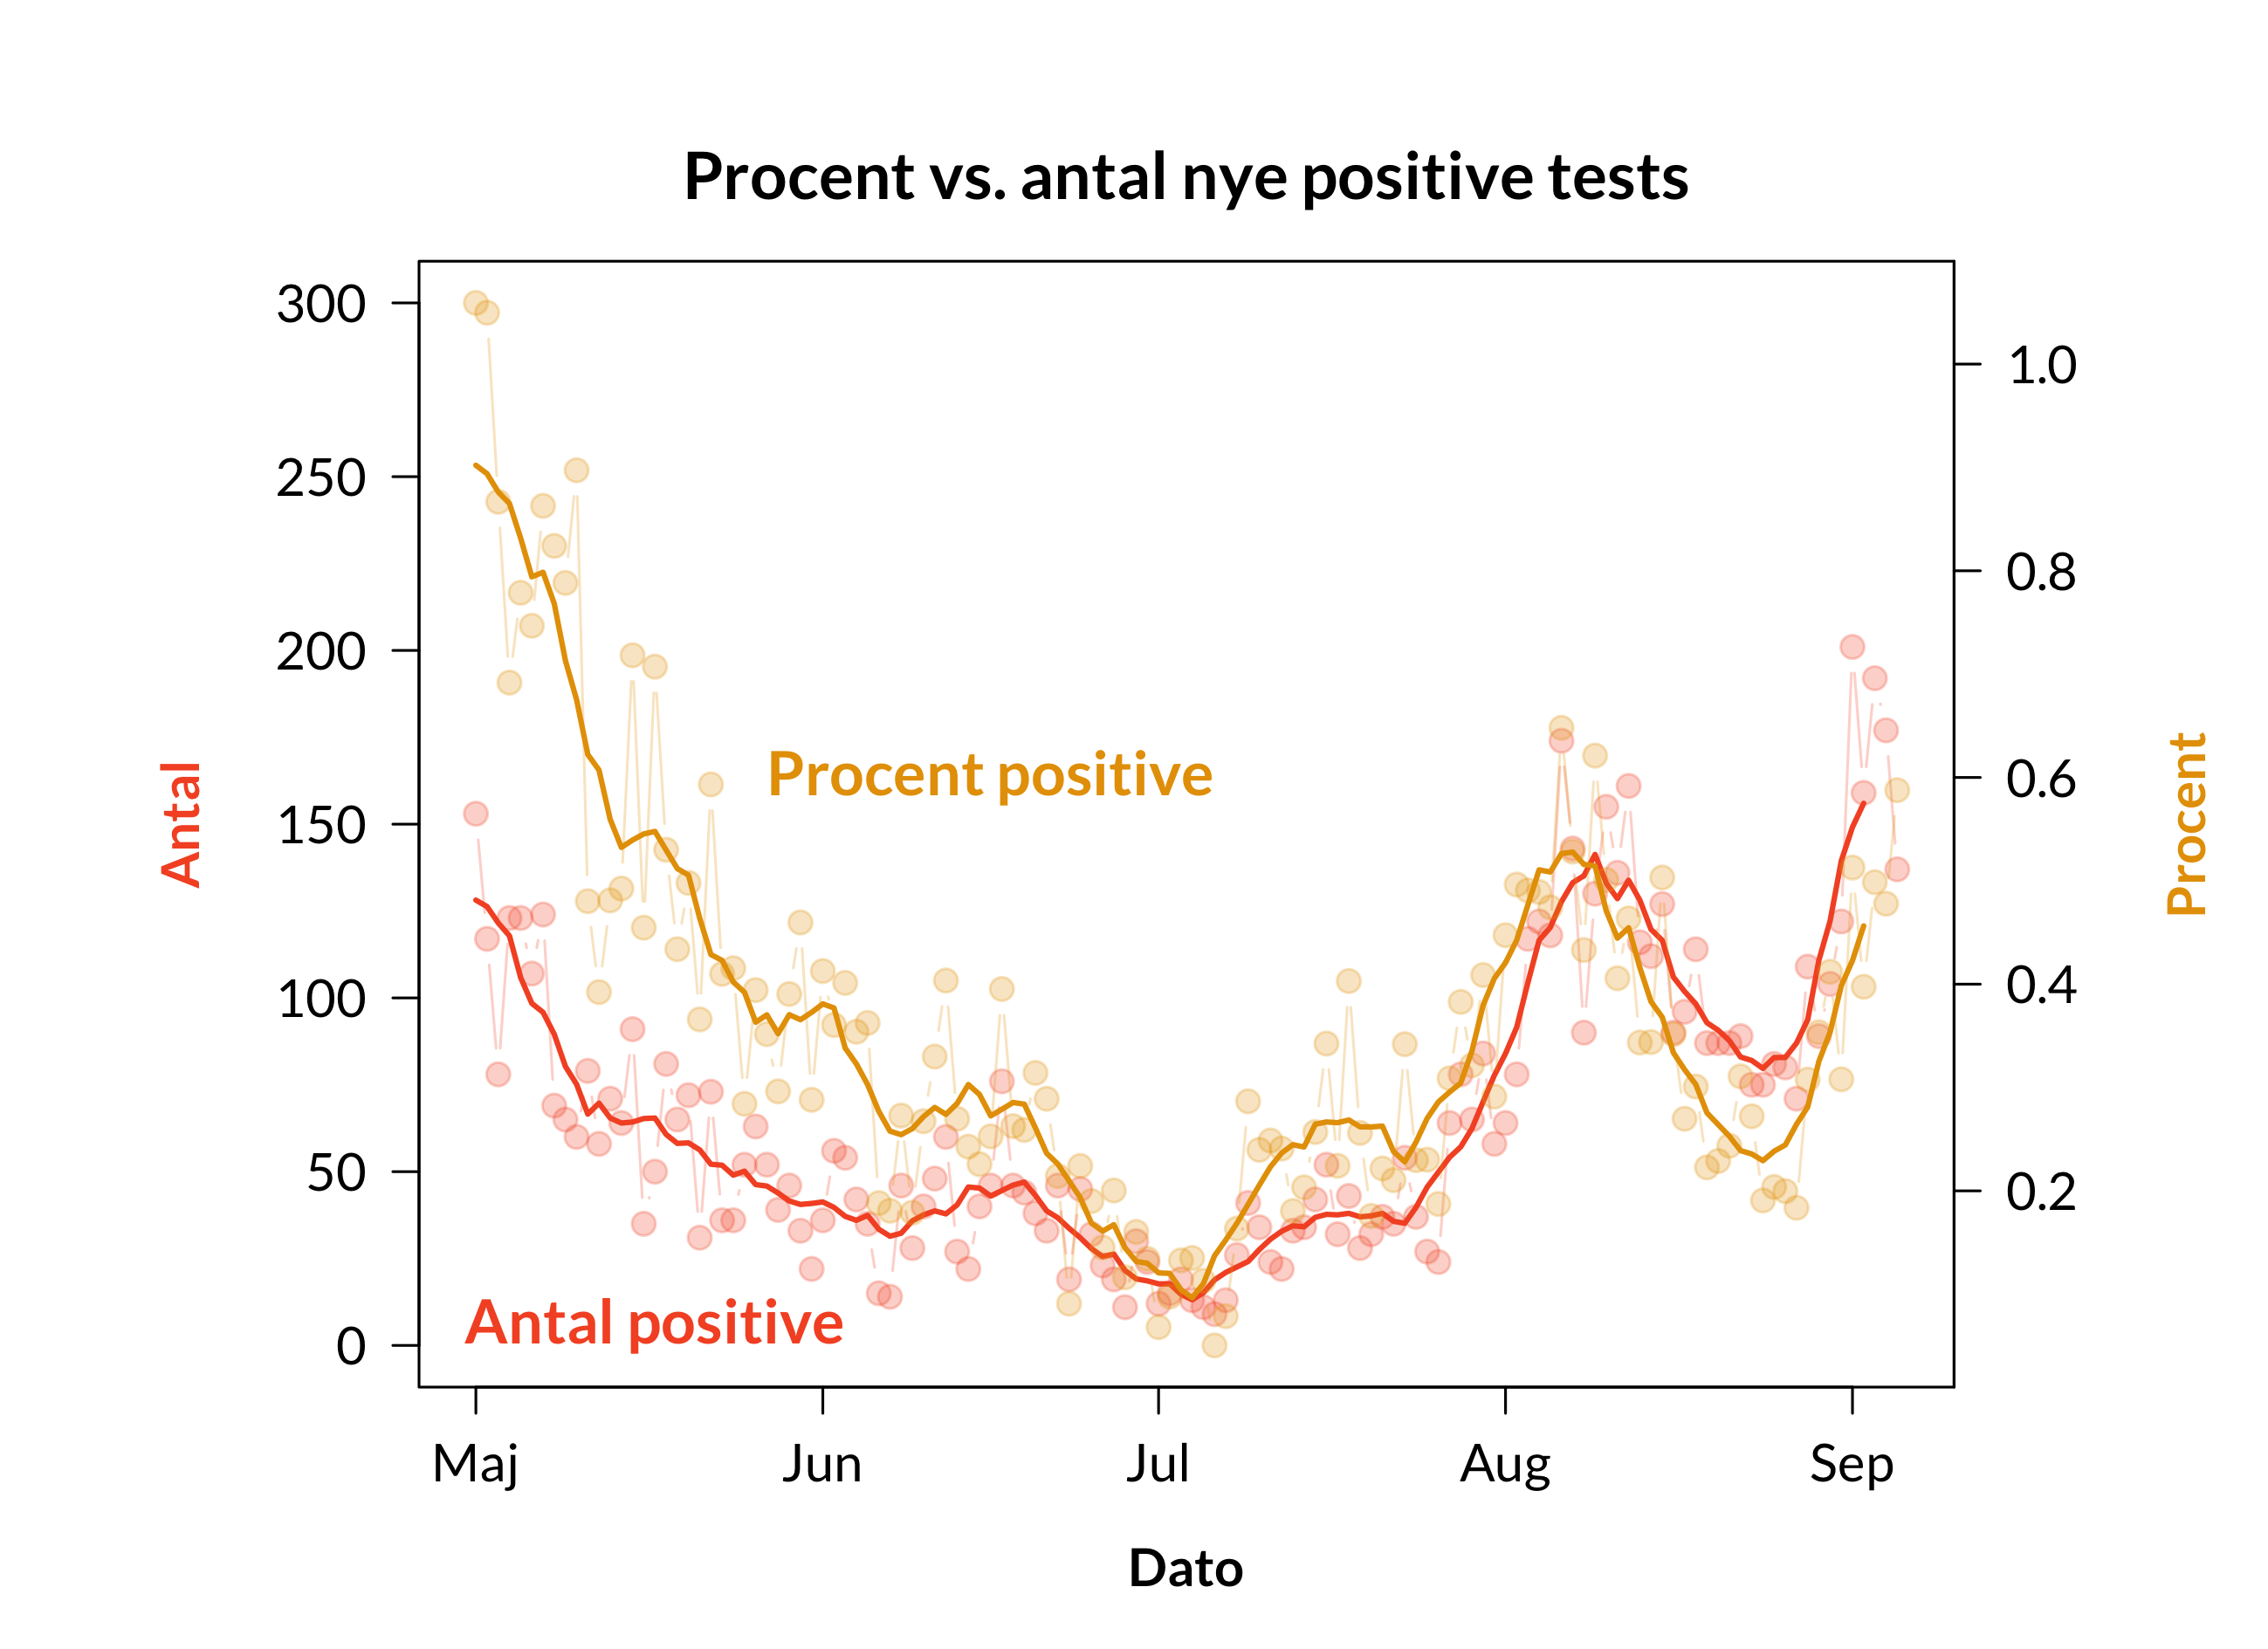 Procent vs. antal nye positive tests
300
250
200
150
100
50
0
Antal
1.0
0.8
0.6
0.4
0.2
Procent
Procent positive
Antal positive
Maj Jun Jul Aug Sep
Dato